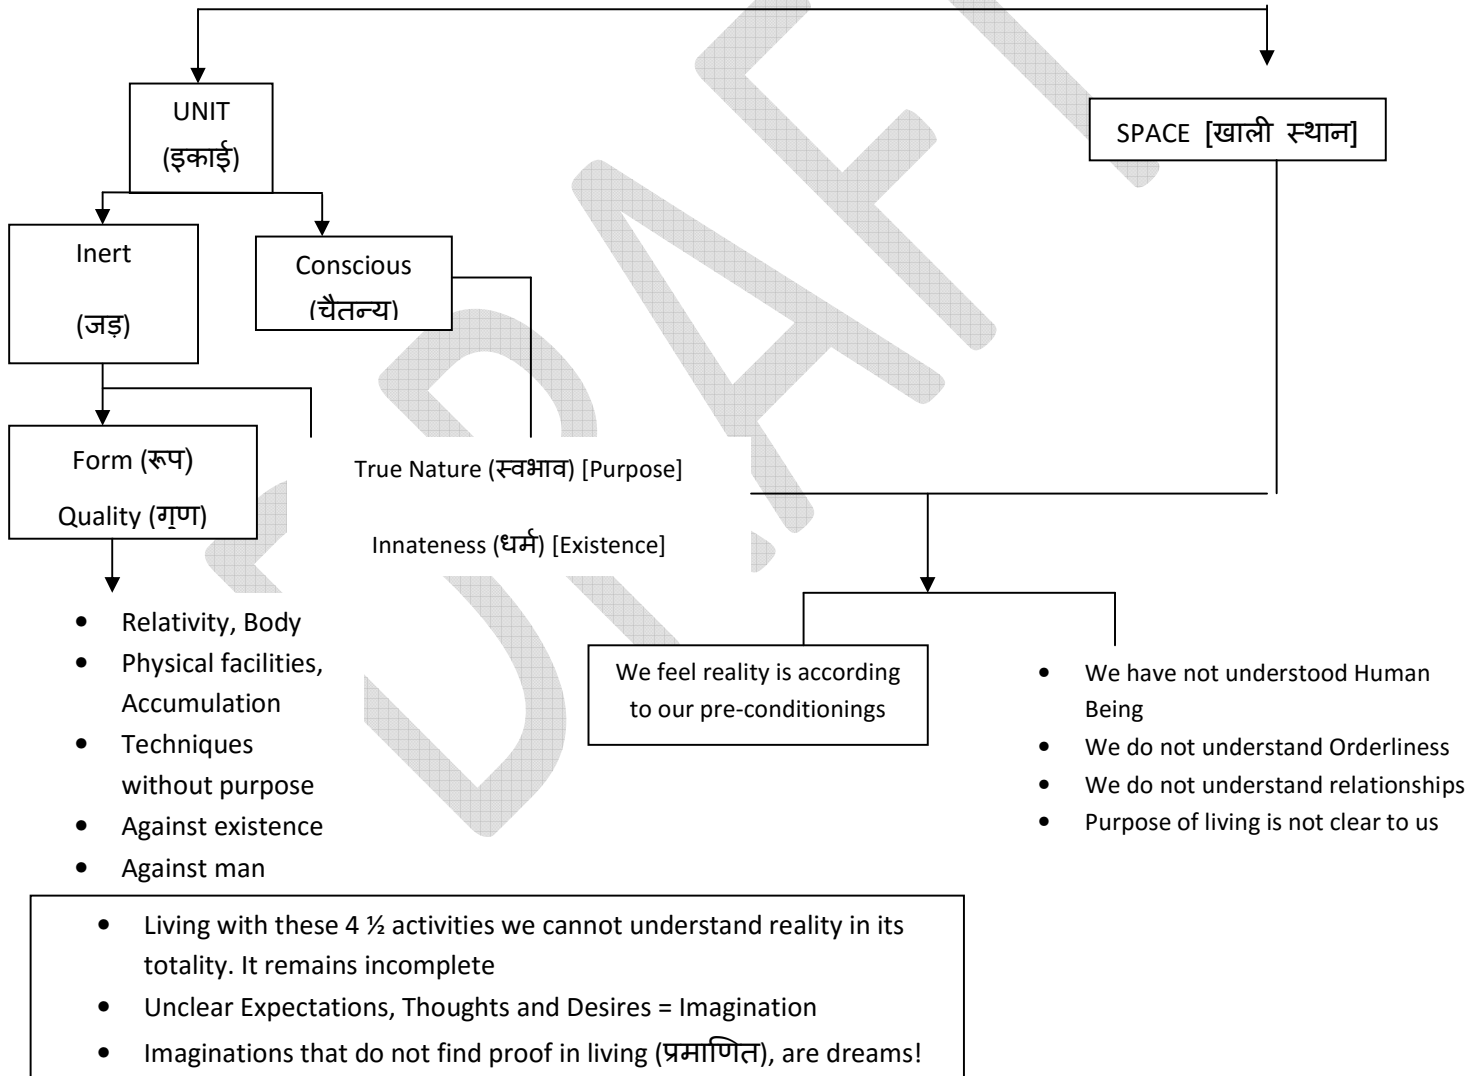 UNIT
(इकाई)
SPACE [खाली स्थान]
Inert
(जड़)
Conscious
(चैतन्य)
Form (रूप)
Quality (गुण)
True Nature (स्वभाव) [Purpose]
Innateness (धर्म) [Existence]
• Relativity, Body
• Physical facilities,
Accumulation
• Techniques
without purpose
• Against existence
• Against man
We feel reality is according
to our pre-conditionings
• We have not understood Human
Being
• We do not understand Orderliness
• We do not understand relationships
• Purpose of living is not clear to us
• Living with these 4 ½ activities we cannot understand reality in its
totality. It remains incomplete
• Unclear Expectations, Thoughts and Desires = Imagination
• Imaginations that do not find proof in living (प्रमाणित), are dreams!
DRAFT